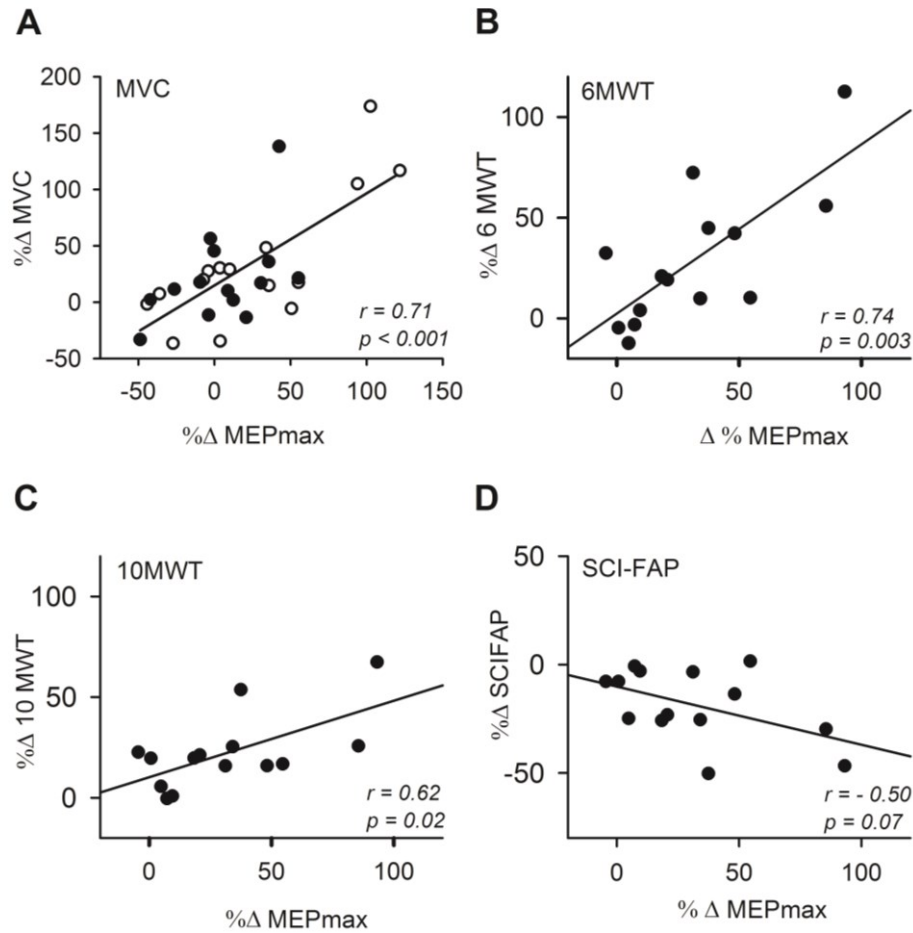 A
MVC
200
150
100
50
0
-50
%Δ MVC
-50 0 50 100 150
%Δ MEPmax
r = 0.71
p < 0.001
B
6MWT
100
50
0
%Δ 6 MWT
0 50 100
Δ % MEPmax
r = 0.74
p = 0.003
C
10MWT
100
50
0
%Δ 10 MWT
0 50 100
%Δ MEPmax
r = 0.62
p = 0.02
D
SCI-FAP
50
0
-50
%Δ SCIFAP
0 50 100
% Δ MEPmax
r = - 0.50
p = 0.07